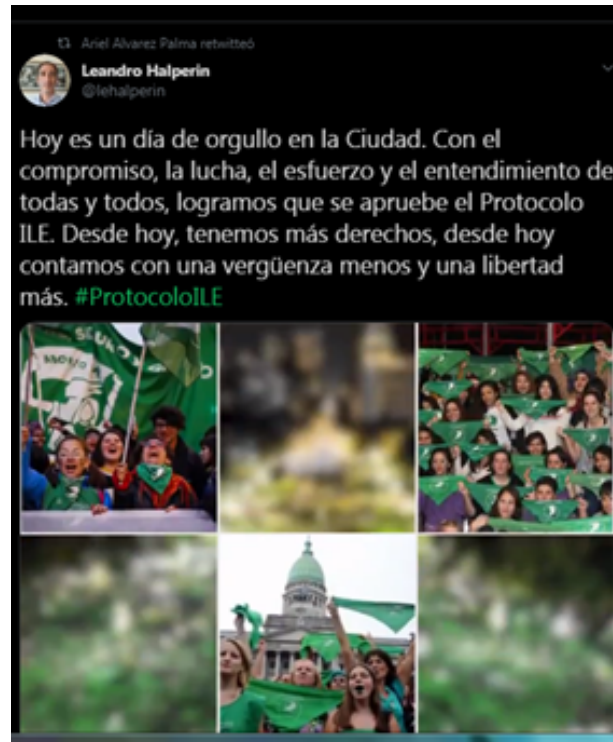 Ariel Alvarez Palma retwitteó
Leandro Halperin
@lehalperin
Hoy es un día de orgullo en la Ciudad. Con el
compromiso, la lucha, el esfuerzo y el entendimiento de
todas y todos, logramos que se apruebe el Protocolo
ILE. Desde hoy, tenemos más derechos, desde hoy
contamos con una vergüenza menos y una libertad
más. #ProtocoloILE